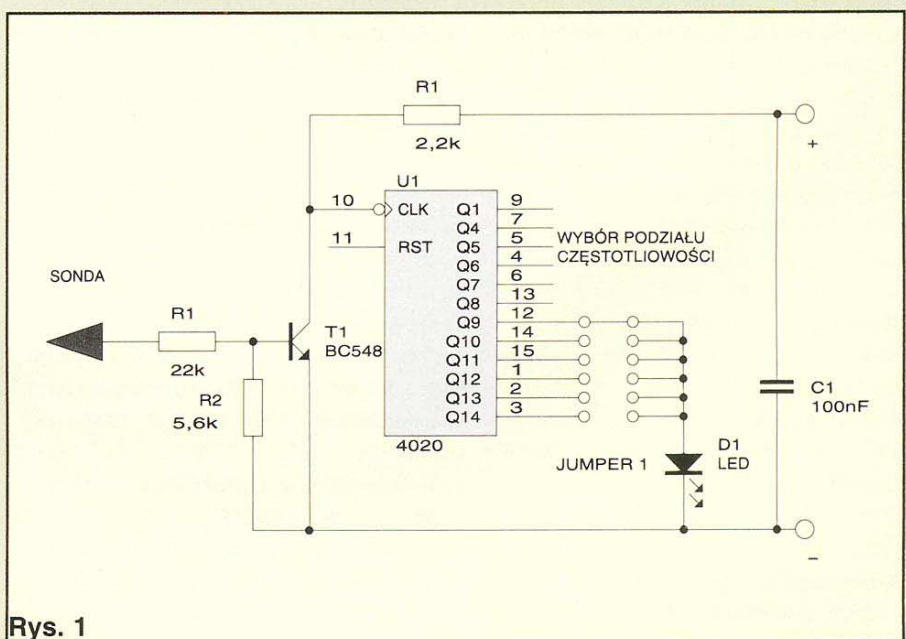 R1
2,2k
+
U1
10
CLK
11
RST
Q1
9
Q4
7
Q5
5
Q6
4
Q7
6
Q8
13
Q9
12
Q10
14
Q11
15
Q12
1
Q13
2
Q14
3
4020
WYBÓR PODZIAŁU
CZĘSTOTLIOWOŚCI
SONDA
R1
22k
R2
5,6k
T1
BC548
C1
100nF
JUMPER 1
D1
LED
–
Rys. 1